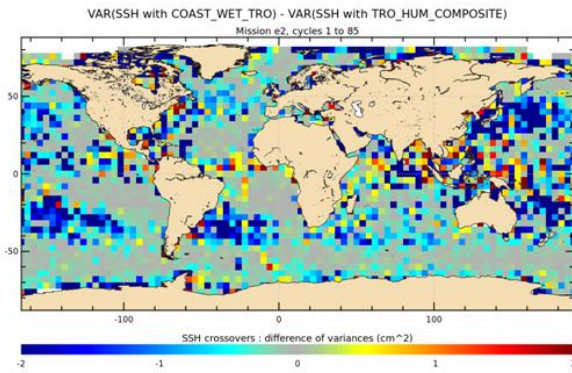 VAR(SSH with COAST_WET_TRO) - VAR(SSH with TRO_HUM_COMPOSITE)
Mission e2, cycles 1 to 85
50
0
-50
-100 0 100
SSH crossovers : difference of variances (cm^2)
-2 -1 0 1 2